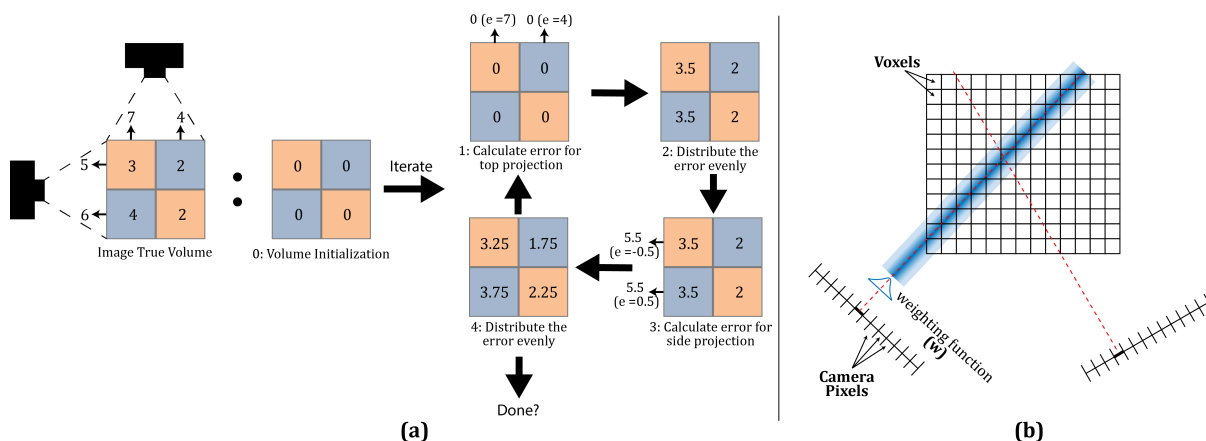 0 (e =7) 0 (e =4)
0 0
0 0
1: Calculate error for
top projection
3.5 2
3.5 2
2: Distribute the
error evenly
7 4
5 3 2
6 4 2
Image True Volume
:
0 0
0 0
0: Volume Initialization
Iterate
3.25 1.75
3.75 2.25
4: Distribute the
error evenly
5.5
(e =-0.5)
3.5 2
5.5
(e =0.5)
3.5 2
3: Calculate error for
side projection
Done?
(a)
Voxels
weighting function
(w)
Camera
Pixels
(b)